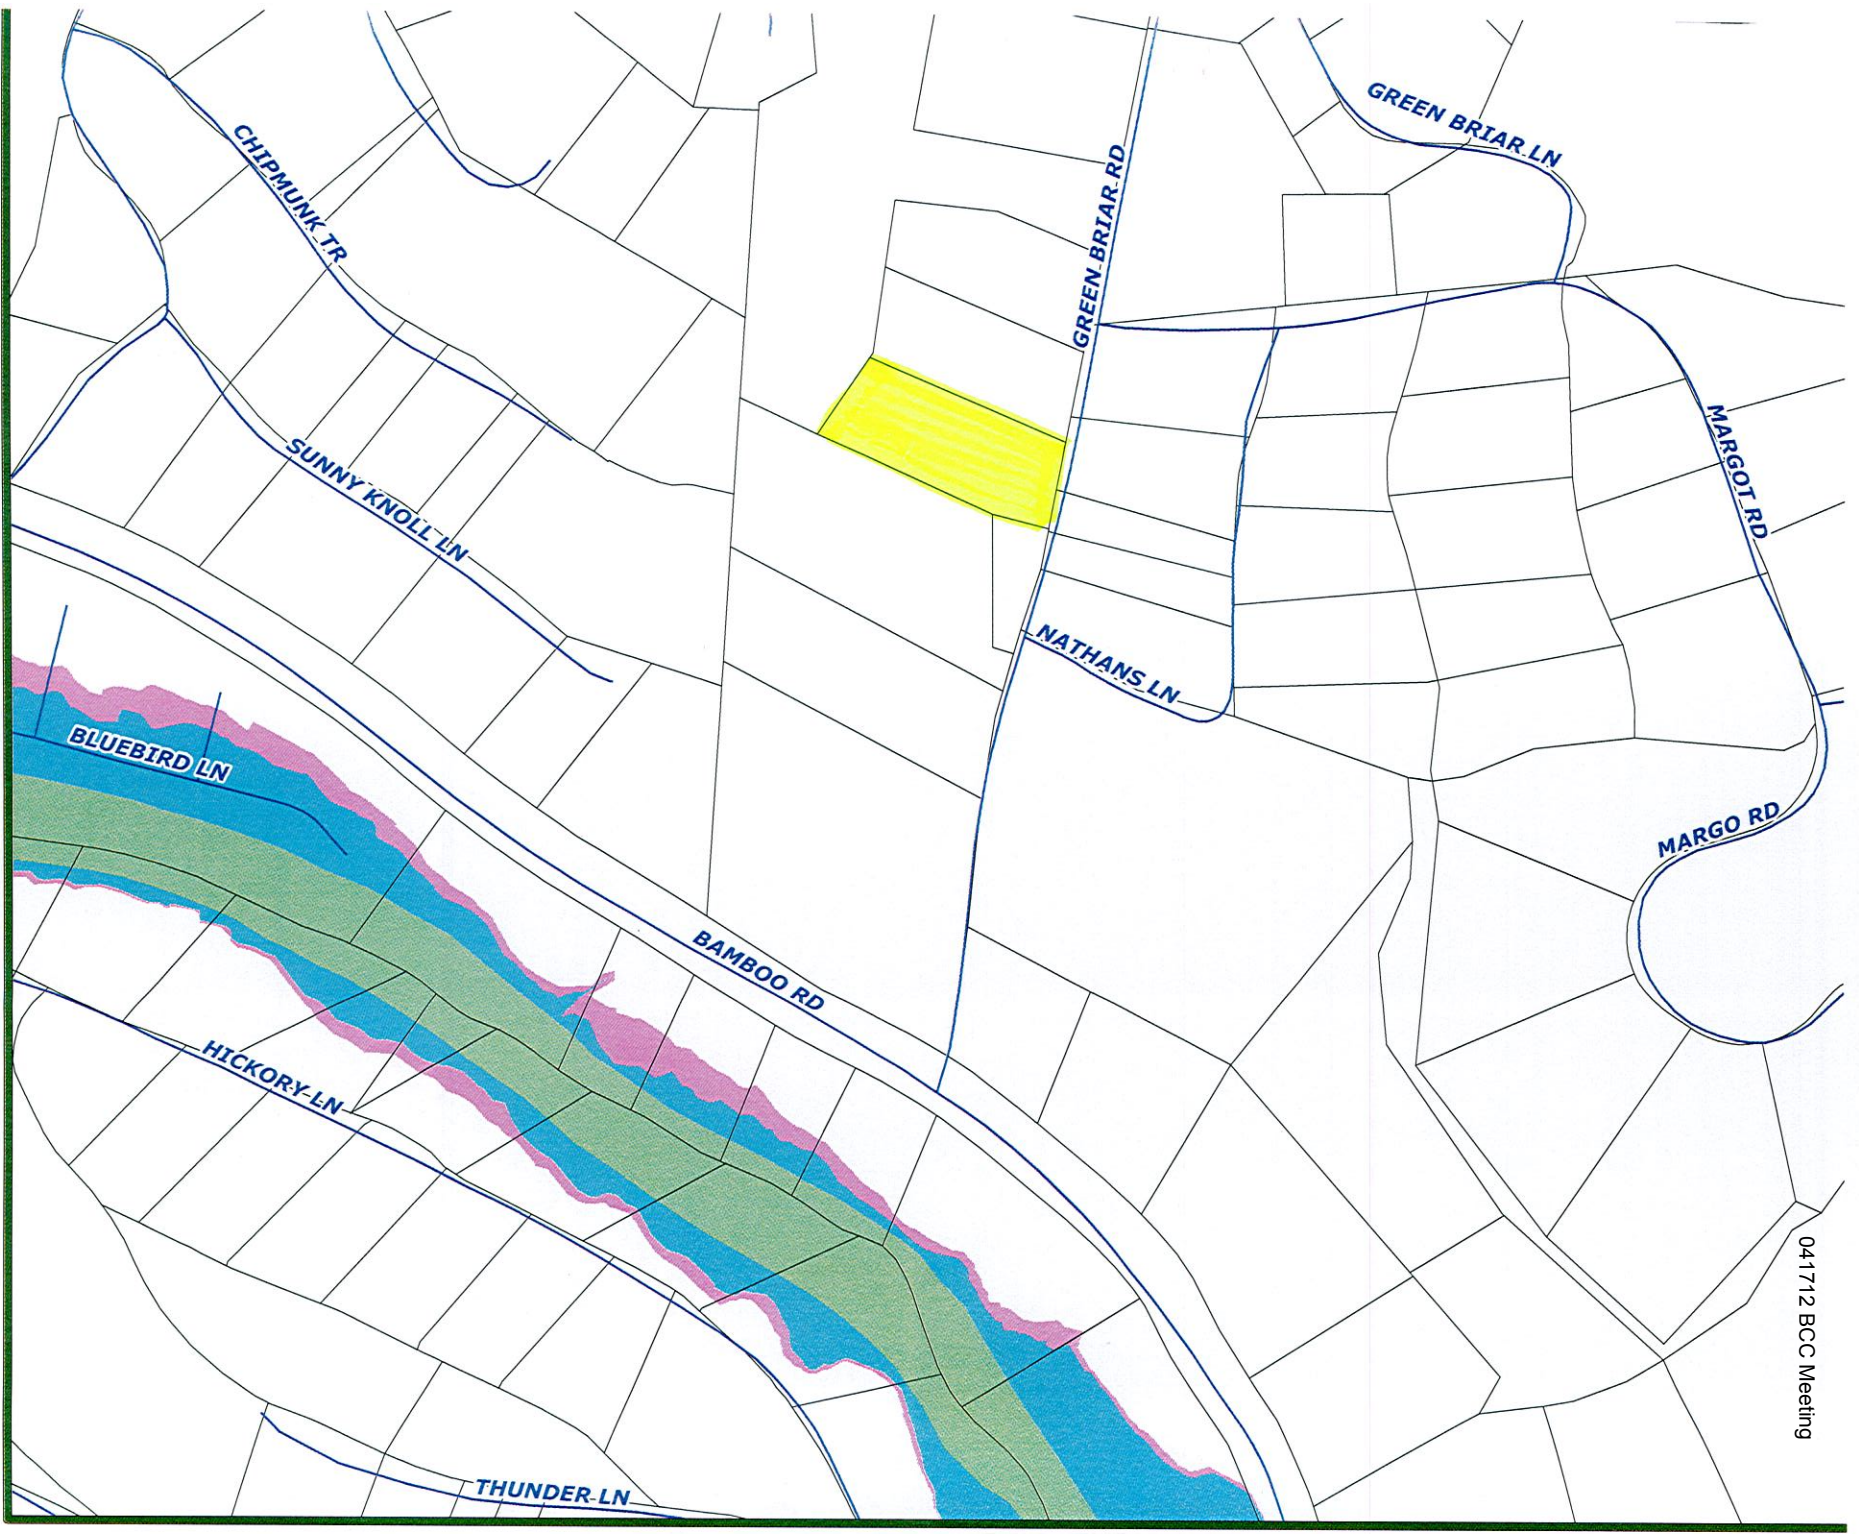 GREEN BRIAR LN
CHIPMUNK TR
GREEN BRIAR RD
MARGOT RD
SUNNY KNOLL LN
NATHANS LN
BLUEBIRD LN
MARGO RD
BAMBOO RD
HICKORY LN
041712 BCC Meeting
THUNDER LN